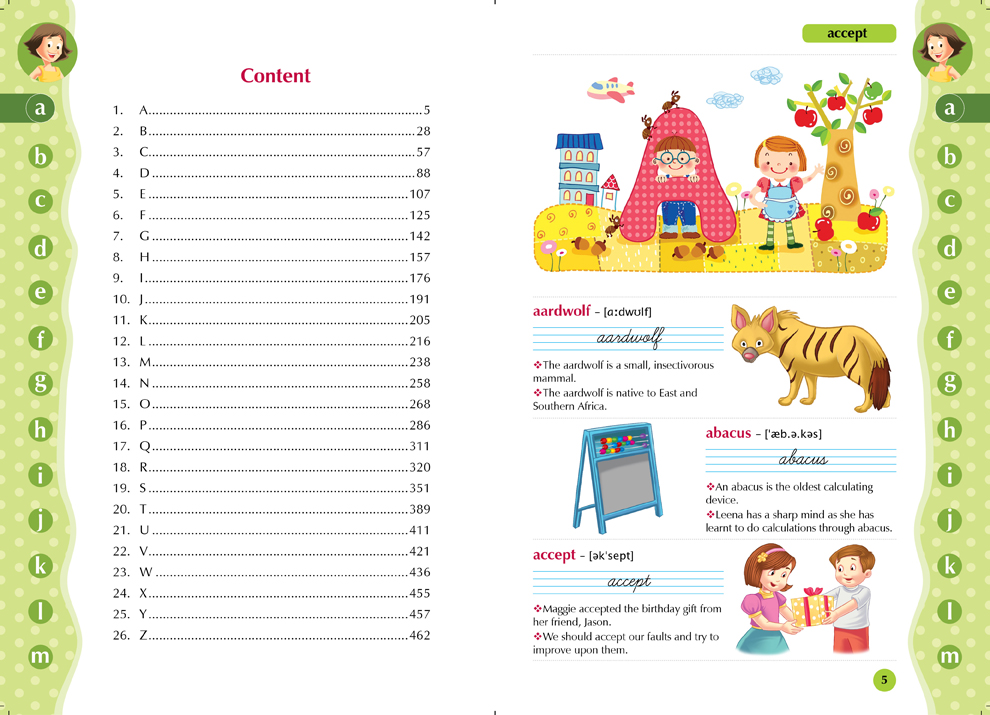 a
b
c
d
e
f
g
h
i
j
k
l
m
Content
1. A.....5
2. B.....28
3. C.....57
4. D.....88
5. E.....107
6. F.....125
7. G.....142
8. H.....157
9. I.....176
10. J.....191
11. K.....205
12. L.....216
13. M.....238
14. N.....258
15. O.....268
16. P.....286
17. Q.....311
18. R.....320
19. S.....351
20. T.....389
21. U.....411
22. V.....421
23. W.....436
24. X.....455
25. Y.....457
26. Z.....462
accept
A
aardwolf – [ɑːdwʊlf]
aardwolf
❖The aardwolf is a small, insectivorous
mammal.
❖The aardwolf is native to East and
Southern Africa.
abacus – [ˈæb.ə.kəs]
abacus
❖An abacus is the oldest calculating
device.
❖Leena has a sharp mind as she has
learnt to do calculations through abacus.
accept – [əkˈsept]
accept
❖Maggie accepted the birthday gift from
her friend, Jason.
❖We should accept our faults and try to
improve upon them.
5
a
b
c
d
e
f
g
h
i
j
k
l
m